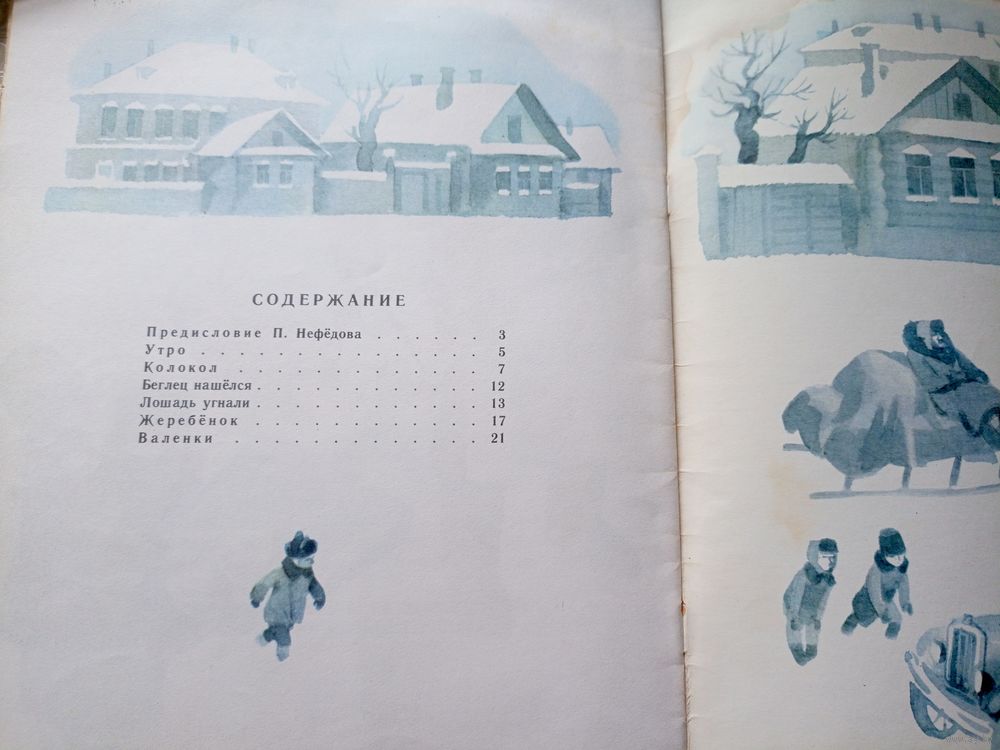 СОДЕРЖАНИЕ
Предисловие П. Нефёдова . . . . . . 3
Утро . . . . . . . . . . . . . 5
Колокол . . . . . . . . . . . . 7
Беглец нашёлся . . . . . . . . . . . 12
Лошадь угнали . . . . . . . . . . . 13
Жеребёнок . . . . . . . . . . . 17
Валенки . . . . . . . . . . . . 21